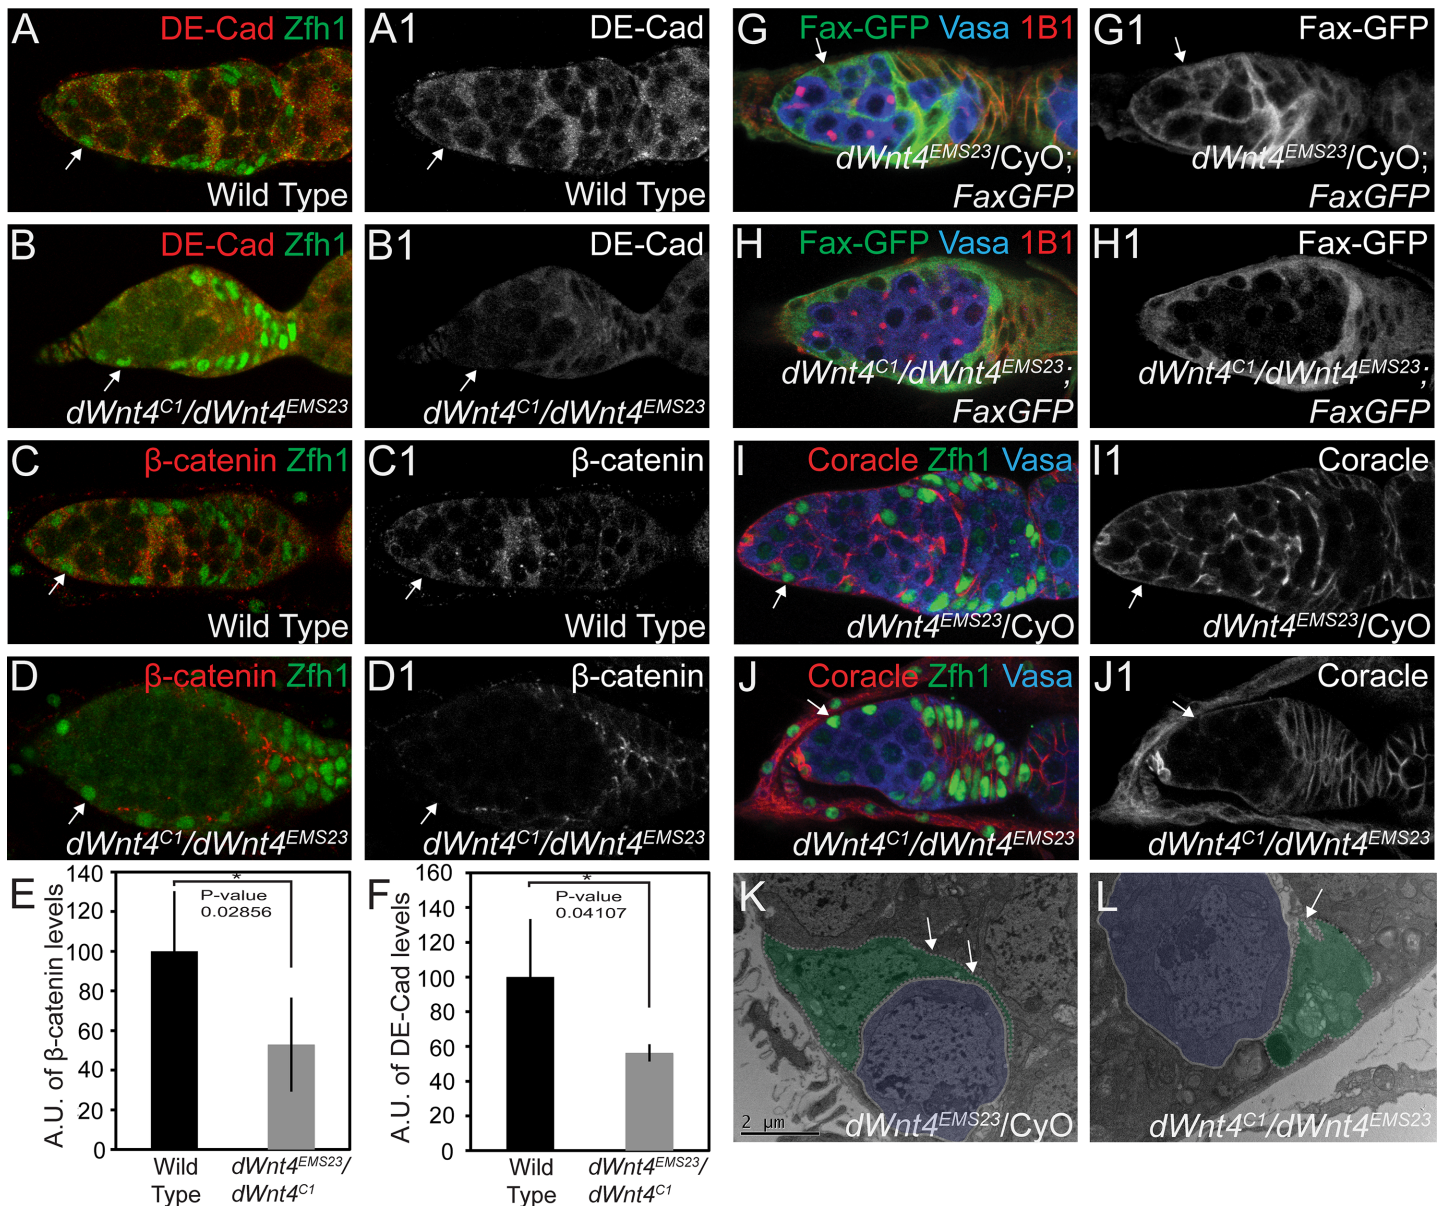 A DE-Cad Zfh1
Wild Type
A1 DE-Cad
Wild Type
G Fax-GFP Vasa 1B1
dWnt4EMS23/CyO;
FaxGFP
G1 Fax-GFP
dWnt4EMS23/CyO;
FaxGFP
B DE-Cad Zfh1
dWnt4C1/dWnt4EMS23
B1 DE-Cad
dWnt4C1/dWnt4EMS23
H Fax-GFP Vasa 1B1
dWnt4C1/dWnt4EMS23;
FaxGFP
H1 Fax-GFP
dWnt4C1/dWnt4EMS23;
FaxGFP
C β-catenin Zfh1
Wild Type
C1 β-catenin
Wild Type
I Coracle Zfh1 Vasa
dWnt4EMS23/CyO
I1 Coracle
dWnt4EMS23/CyO
D β-catenin Zfh1
dWnt4C1/dWnt4EMS23
D1 β-catenin
dWnt4C1/dWnt4EMS23
J Coracle Zfh1 Vasa
dWnt4C1/dWnt4EMS23
J1 Coracle
dWnt4C1/dWnt4EMS23
E
A.U. of β-catenin levels
140
120
100
80
60
40
20
0
*
P-value
0.02856
Wild
Type
dWnt4EMS23/
dWnt4C1
F
A.U. of DE-Cad levels
160
140
120
100
80
60
40
20
0
*
P-value
0.04107
Wild
Type
dWnt4EMS23/
dWnt4C1
K
2 μm
dWnt4EMS23/CyO
L
dWnt4C1/dWnt4EMS23